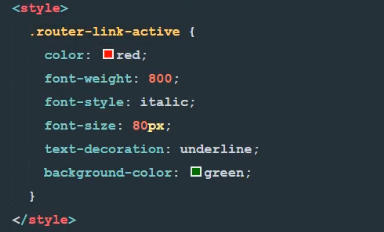 <style>
.router-link-active {
color: red;
font-weight: 800;
font-style: italic;
font-size: 80px;
text-decoration: underline;
background-color: green;
}
</style>